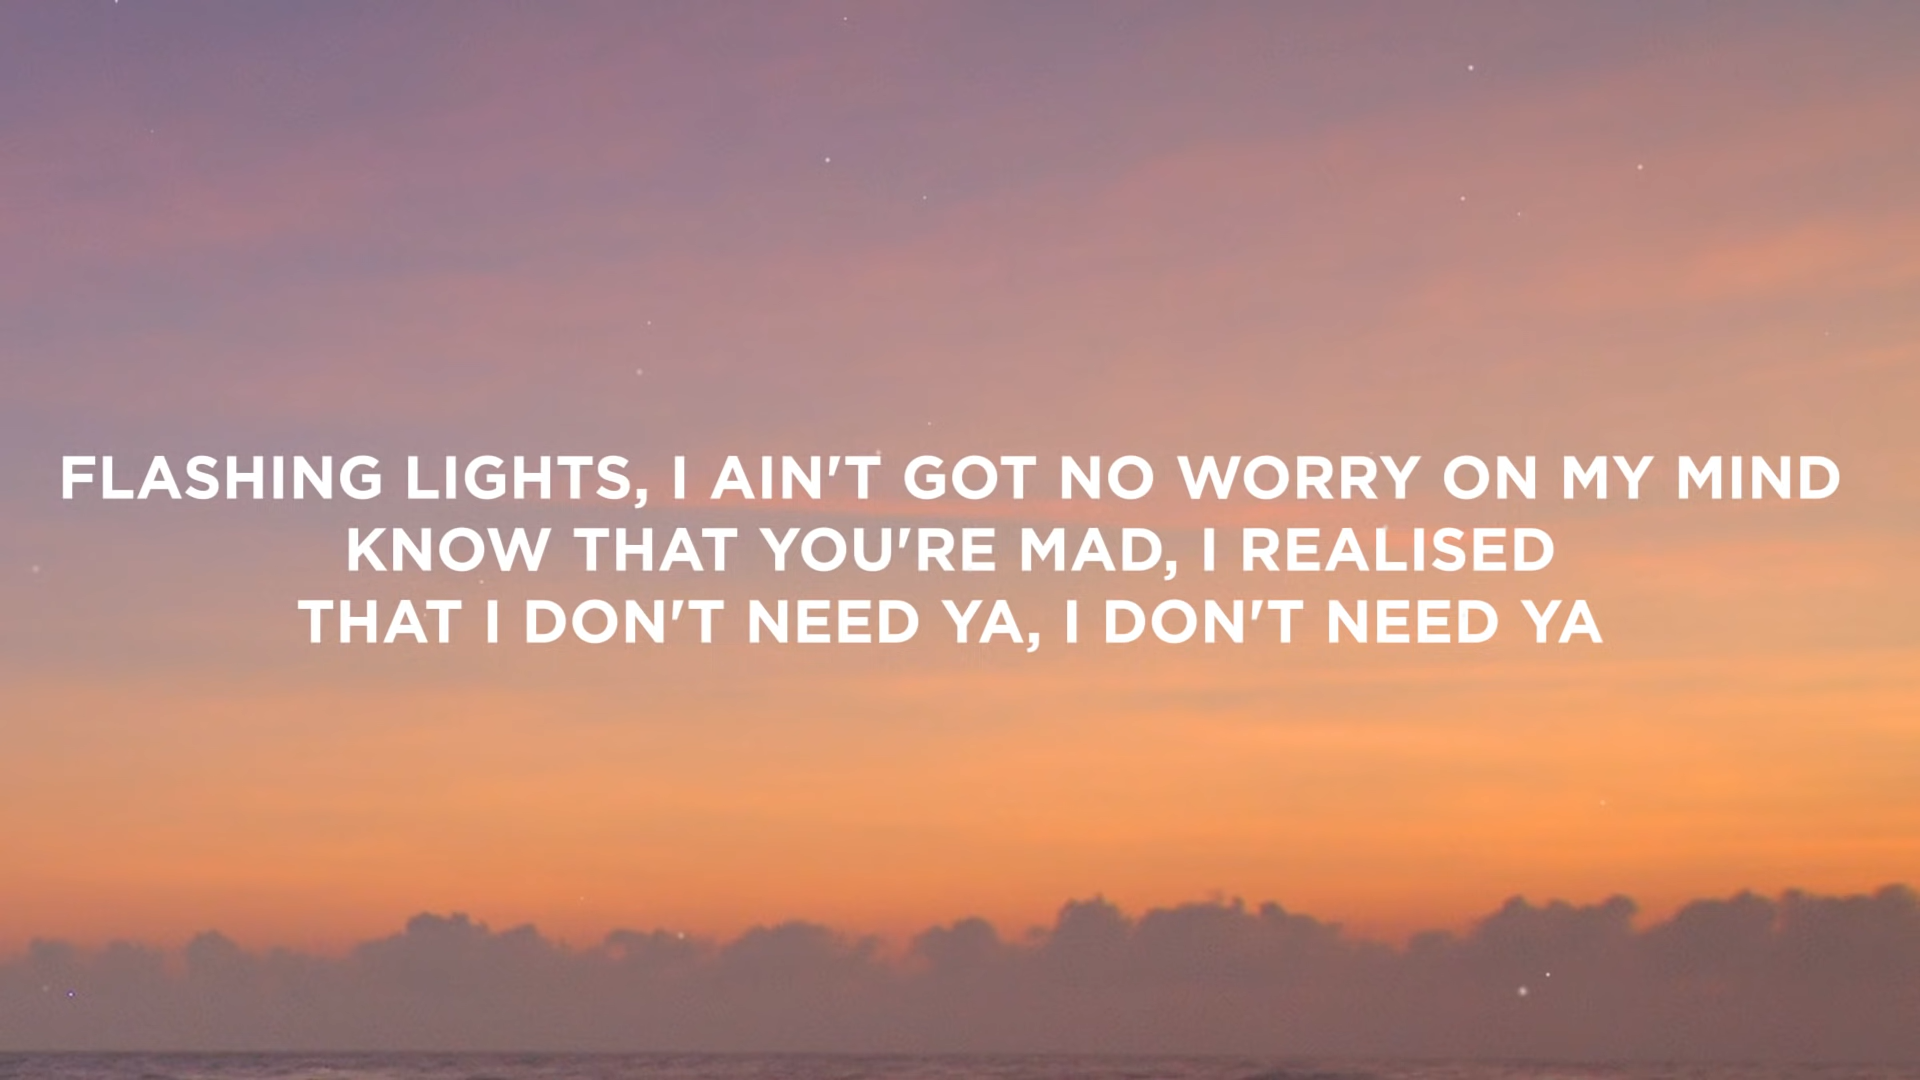 FLASHING LIGHTS, I AIN'T GOT NO WORRY ON MY MIND
KNOW THAT YOU'RE MAD, I REALISED
THAT I DON'T NEED YA, I DON'T NEED YA